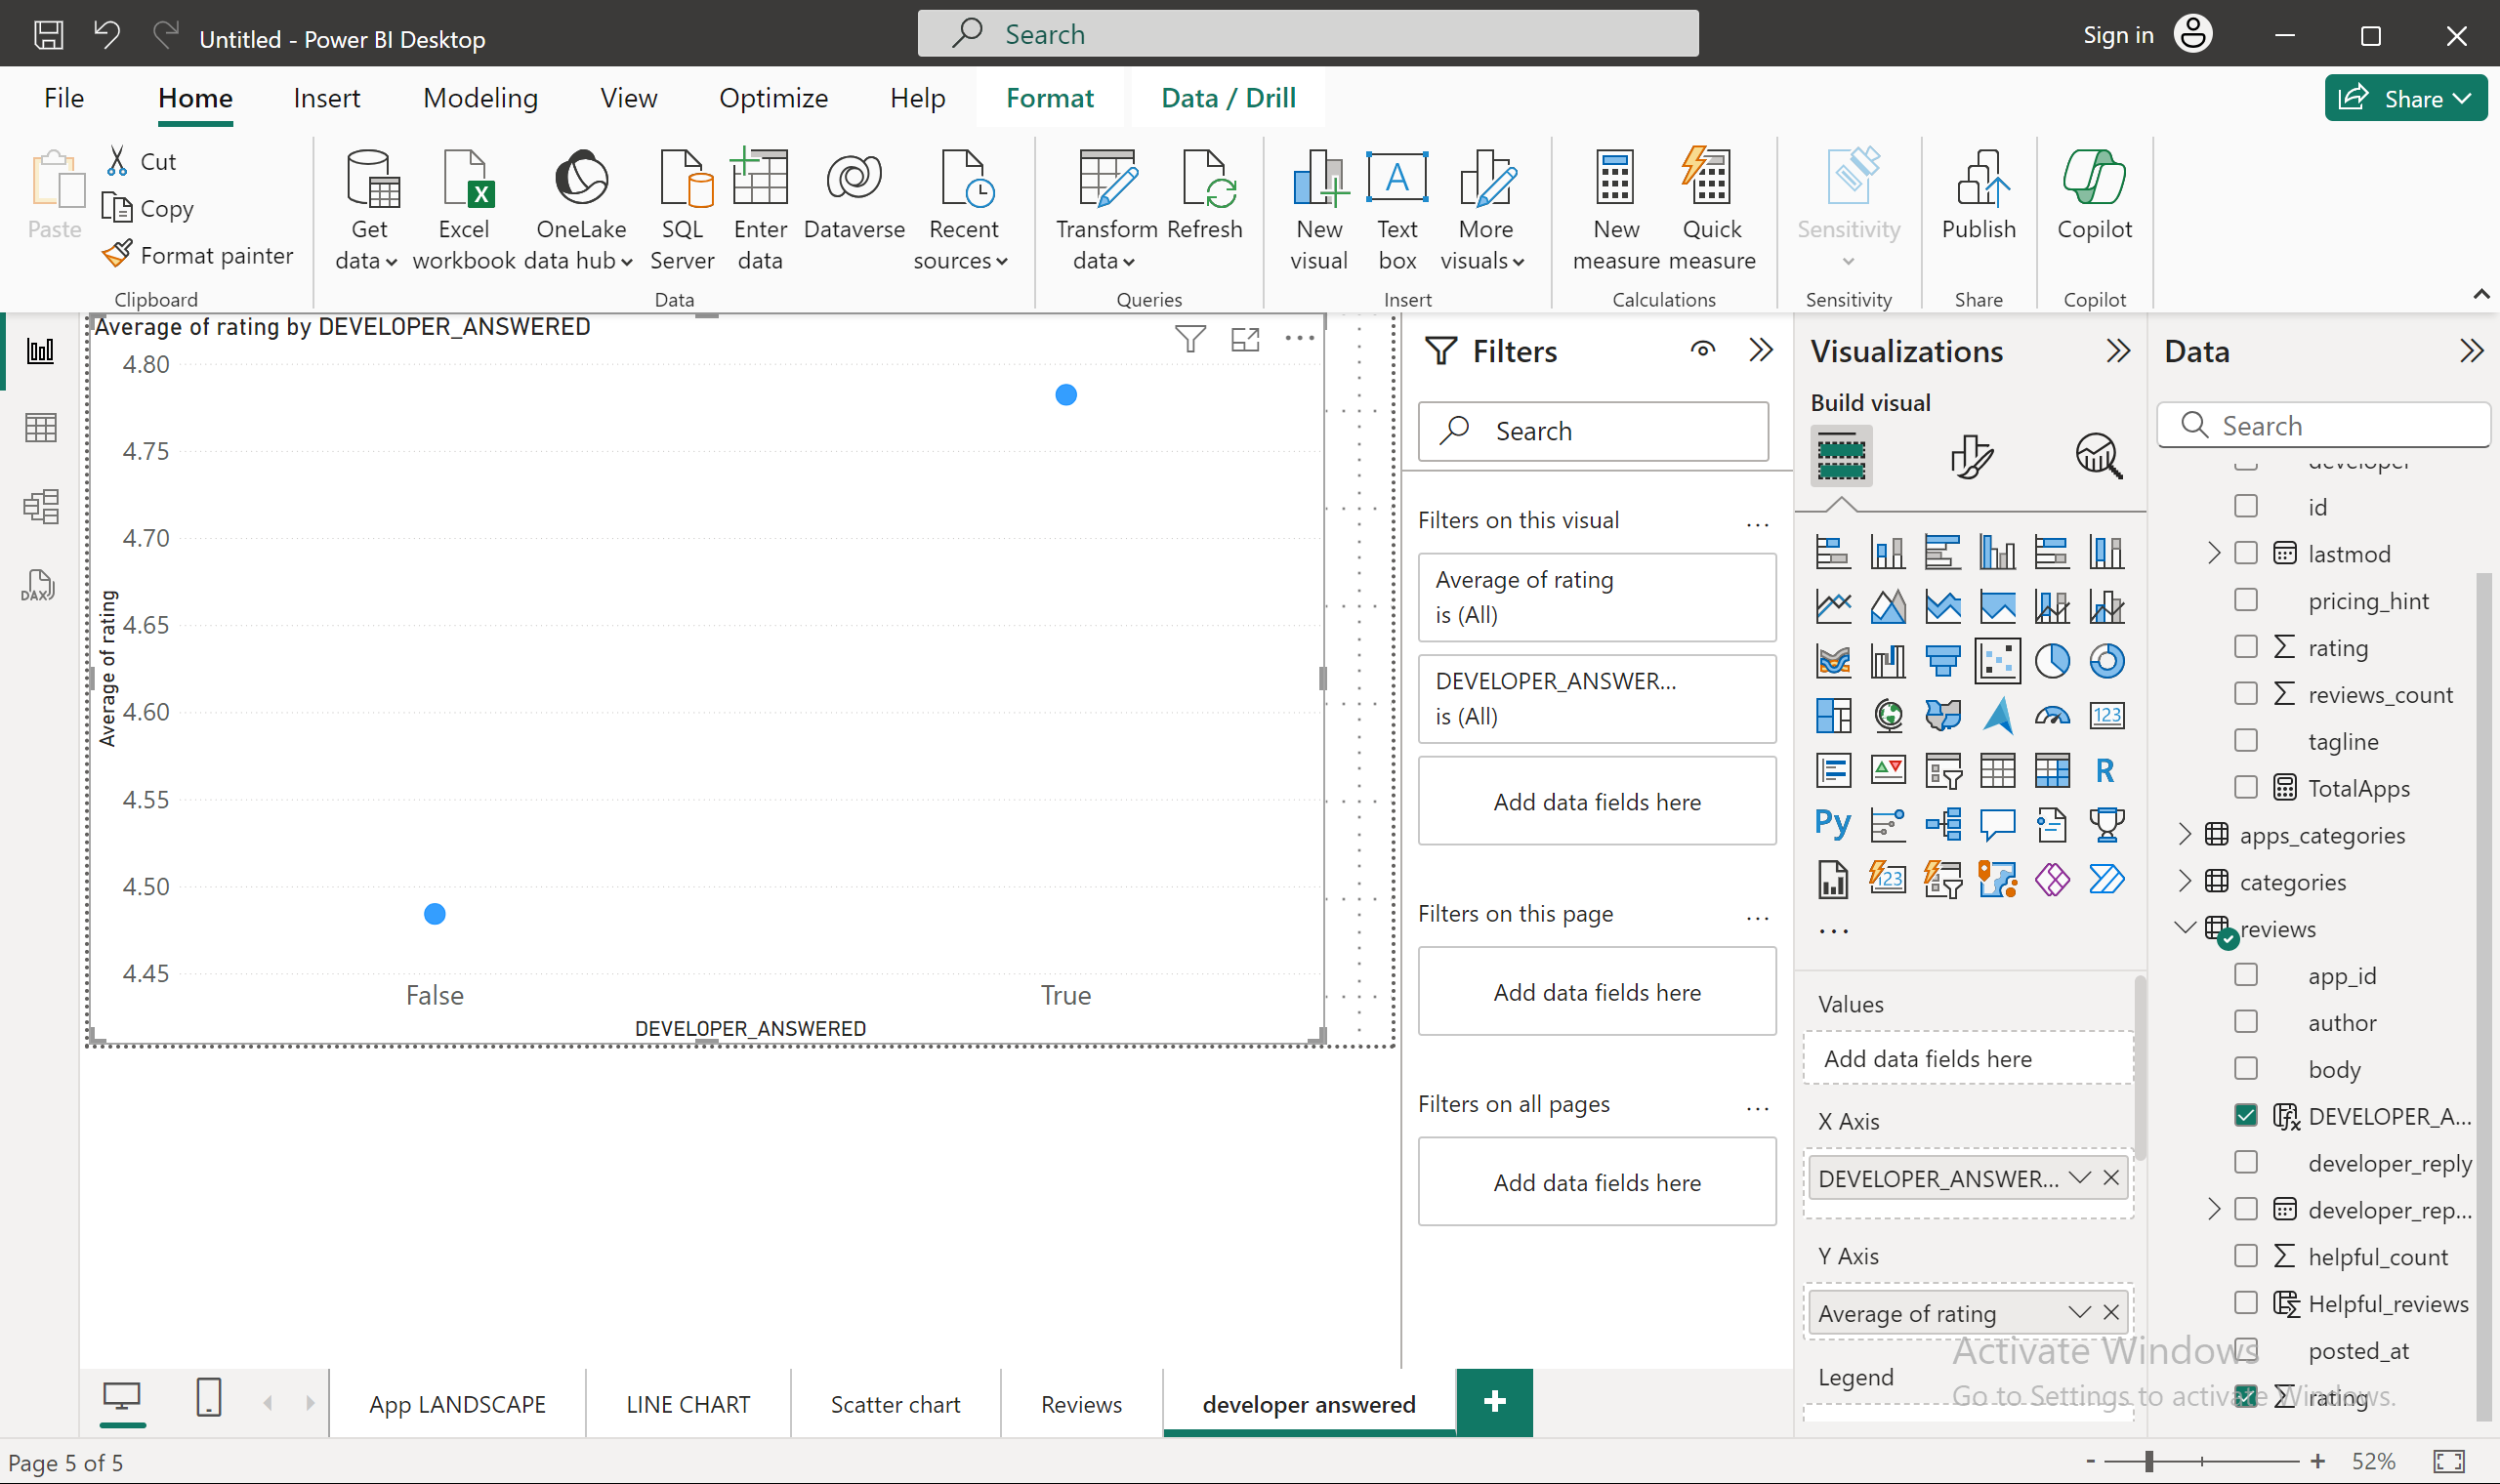 Untitled - Power BI Desktop
Search
Sign in
File
Home
Insert
Modeling
View
Optimize
Help
Format
Data / Drill
Share
Paste
Cut
Copy
Format painter
Clipboard
Get data
Excel workbook
OneLake data hub
SQL Server
Enter data
Dataverse
Recent sources
Data
Transform data
Refresh
Queries
New visual
Text box
More visuals
Insert
New measure
Quick measure
Calculations
Sensitivity
Sensitivity
Publish
Share
Copilot
Copilot
Average of rating by DEVELOPER_ANSWERED
4.80
4.75
4.70
4.65
4.60
4.55
4.50
4.45
Average of rating
False
True
DEVELOPER_ANSWERED
DAX
Filters
Search
Filters on this visual
Average of rating
is (All)
DEVELOPER_ANSWER...
is (All)
Add data fields here
Filters on this page
Add data fields here
Filters on all pages
Add data fields here
Visualizations
Build visual
123
R
Py
123
Values
Add data fields here
X Axis
DEVELOPER_ANSWER...
Y Axis
Average of rating
Legend
Data
Search
developer
id
lastmod
pricing_hint
rating
reviews_count
tagline
TotalApps
apps_categories
categories
reviews
app_id
author
body
DEVELOPER_A...
developer_reply
developer_rep...
helpful_count
Helpful_reviews
posted_at
rating
Activate Windows
Go to Settings to activate Windows.
App LANDSCAPE
LINE CHART
Scatter chart
Reviews
developer answered
+
Page 5 of 5
- + 52%